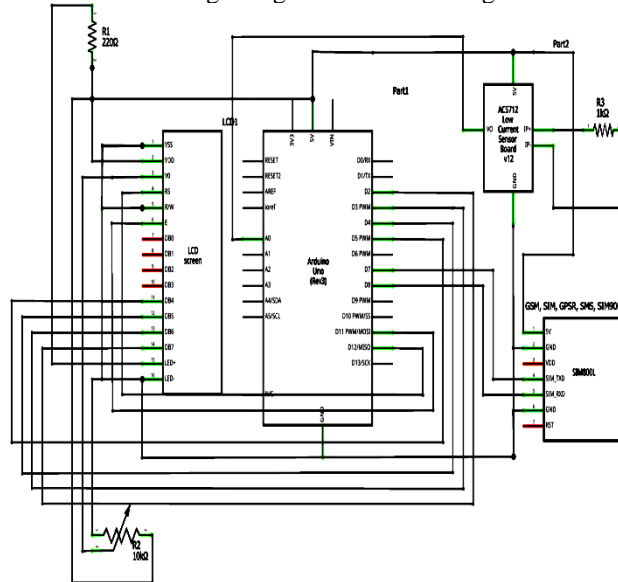 R1
220Ω
Part2
5V
ACS712
Low
Current
Sensor
Board
v12
VO
IP+
IP-
GND
R3
1kΩ
Part1
LCD1
3V3
5V
VIN
VSS
VDD
V0
RS
R/W
E
DB0
DB1
DB2
DB3
DB4
DB5
DB6
DB7
LED+
LED-
LCD
screen
RESET
RESET2
AREF
ioref
A0
A1
A2
A3
A4/SDA
A5/SCL
N/C
GND
Arduino
Uno
(Rev3)
D0/RX
D1/TX
D2
D3 PWM
D4
D5 PWM
D6 PWM
D7
D8
D9 PWM
D10 PWM/SS
D11 PWM/MOSI
D12/MISO
D13/SCK
GSM, SIM, GPSR, SMS, SIM900
5V
GND
VDD
SIM_TXD
SIM_RXD
GND
RST
SIM800L
R2
10kΩ